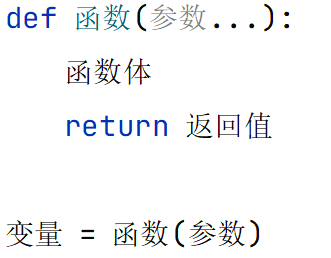 def 函数(参数...):
函数体
return 返回值
变量 = 函数(参数)